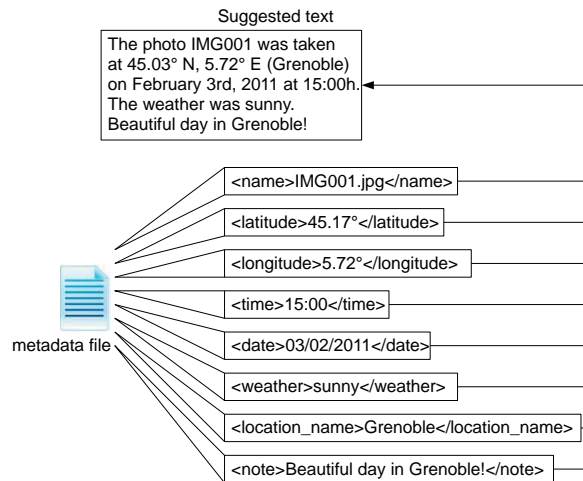 Suggested text
The photo IMG001 was taken
at 45.03° N, 5.72° E (Grenoble)
on February 3rd, 2011 at 15:00h.
The weather was sunny.
Beautiful day in Grenoble!
<name>IMG001.jpg</name>
<latitude>45.17°</latitude>
<longitude>5.72°</longitude>
<time>15:00</time>
metadata file
<date>03/02/2011</date>
<weather>sunny</weather>
<location_name>Grenoble</location_name>
<note>Beautiful day in Grenoble!</note>